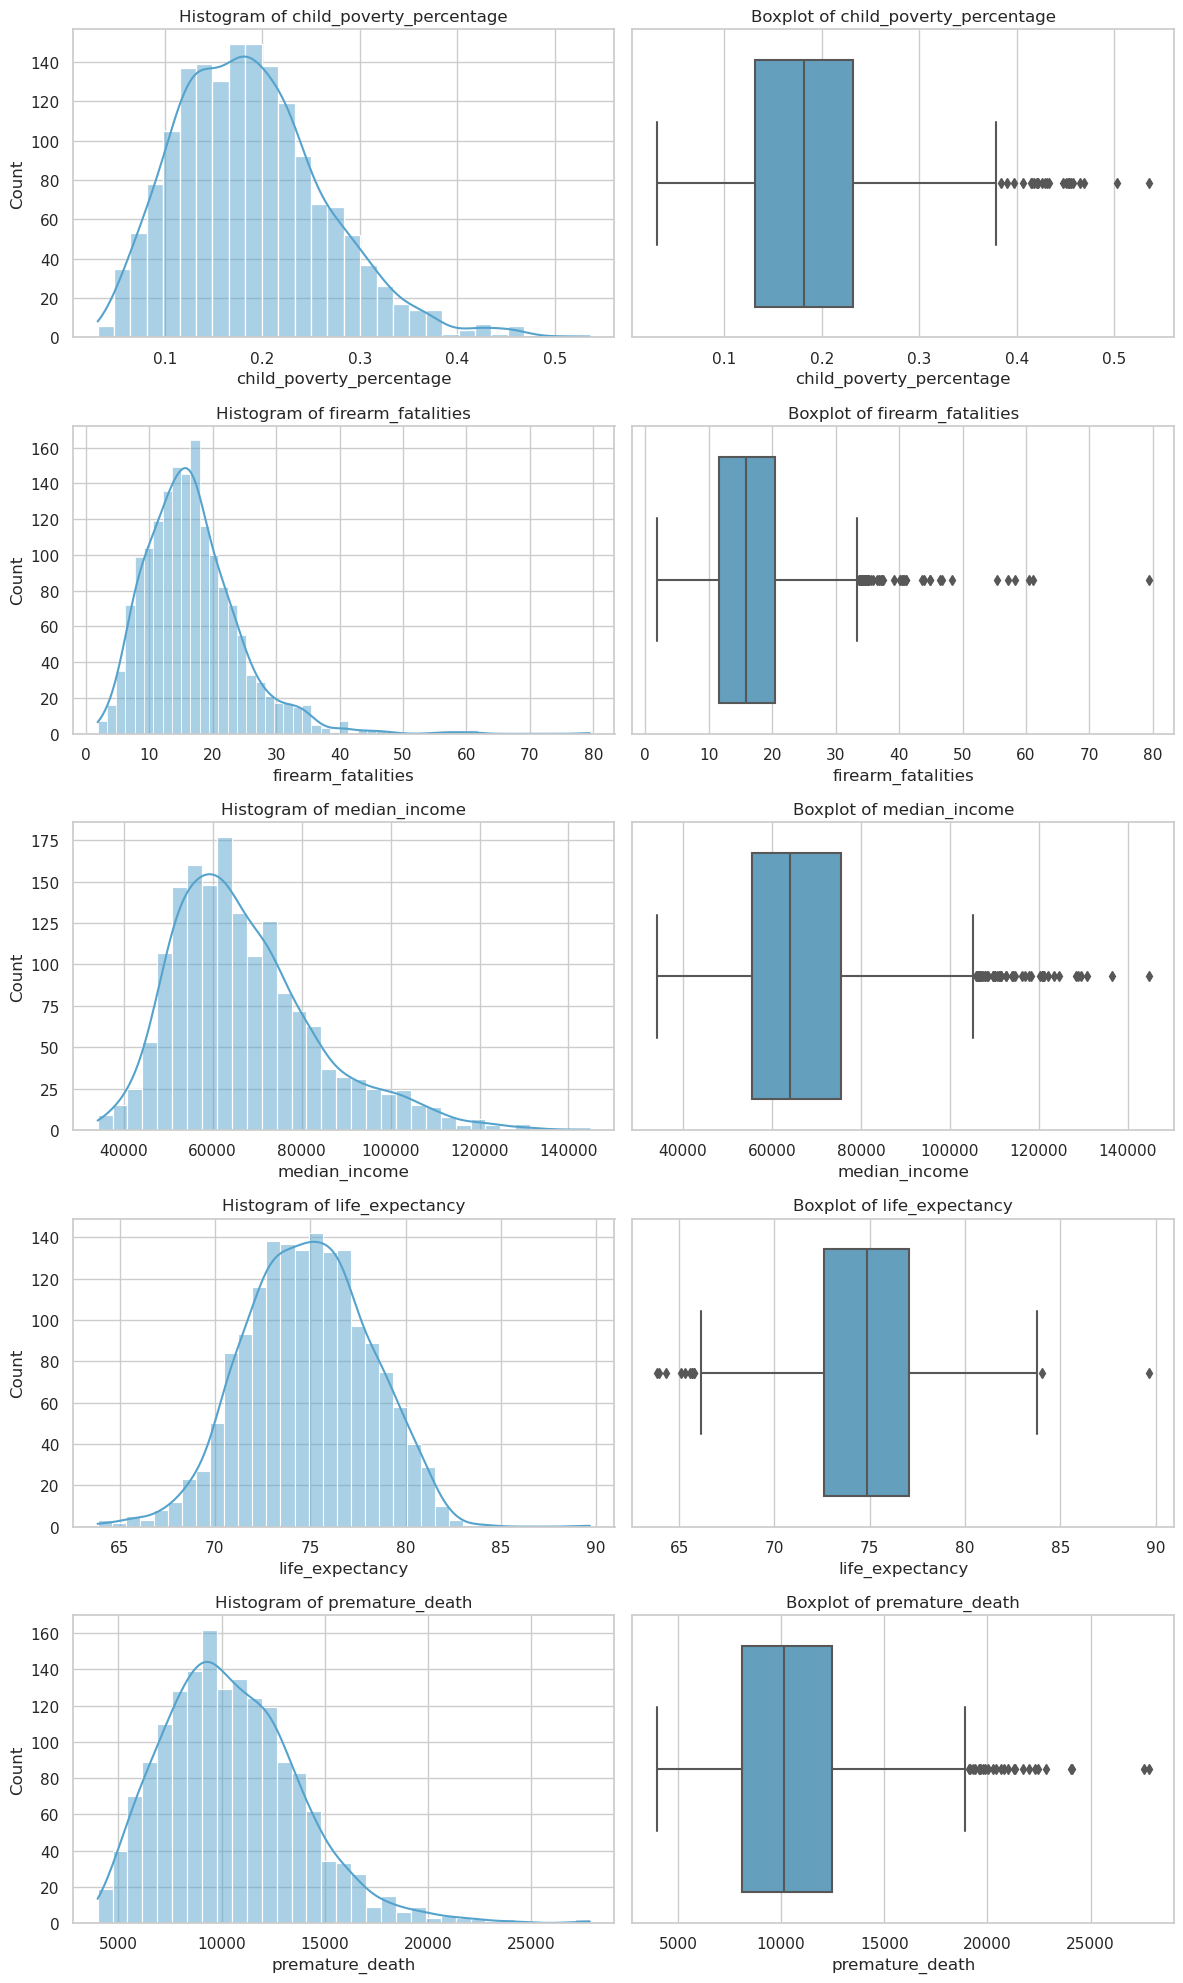 Histogram of child_poverty_percentage
Boxplot of child_poverty_percentage
140
120
100
80
60
40
20
0
Count
0.1 0.2 0.3 0.4 0.5
child_poverty_percentage
0.1 0.2 0.3 0.4 0.5
child_poverty_percentage
Histogram of firearm_fatalities
Boxplot of firearm_fatalities
160
140
120
100
80
60
40
20
0
Count
0 10 20 30 40 50 60 70 80
firearm_fatalities
0 10 20 30 40 50 60 70 80
firearm_fatalities
Histogram of median_income
Boxplot of median_income
175
150
125
100
75
50
25
0
Count
40000 60000 80000 100000 120000 140000
median_income
40000 60000 80000 100000 120000 140000
median_income
Histogram of life_expectancy
Boxplot of life_expectancy
140
120
100
80
60
40
20
0
Count
65 70 75 80 85 90
life_expectancy
65 70 75 80 85 90
life_expectancy
Histogram of premature_death
Boxplot of premature_death
160
140
120
100
80
60
40
20
0
Count
5000 10000 15000 20000 25000
premature_death
5000 10000 15000 20000 25000
premature_death